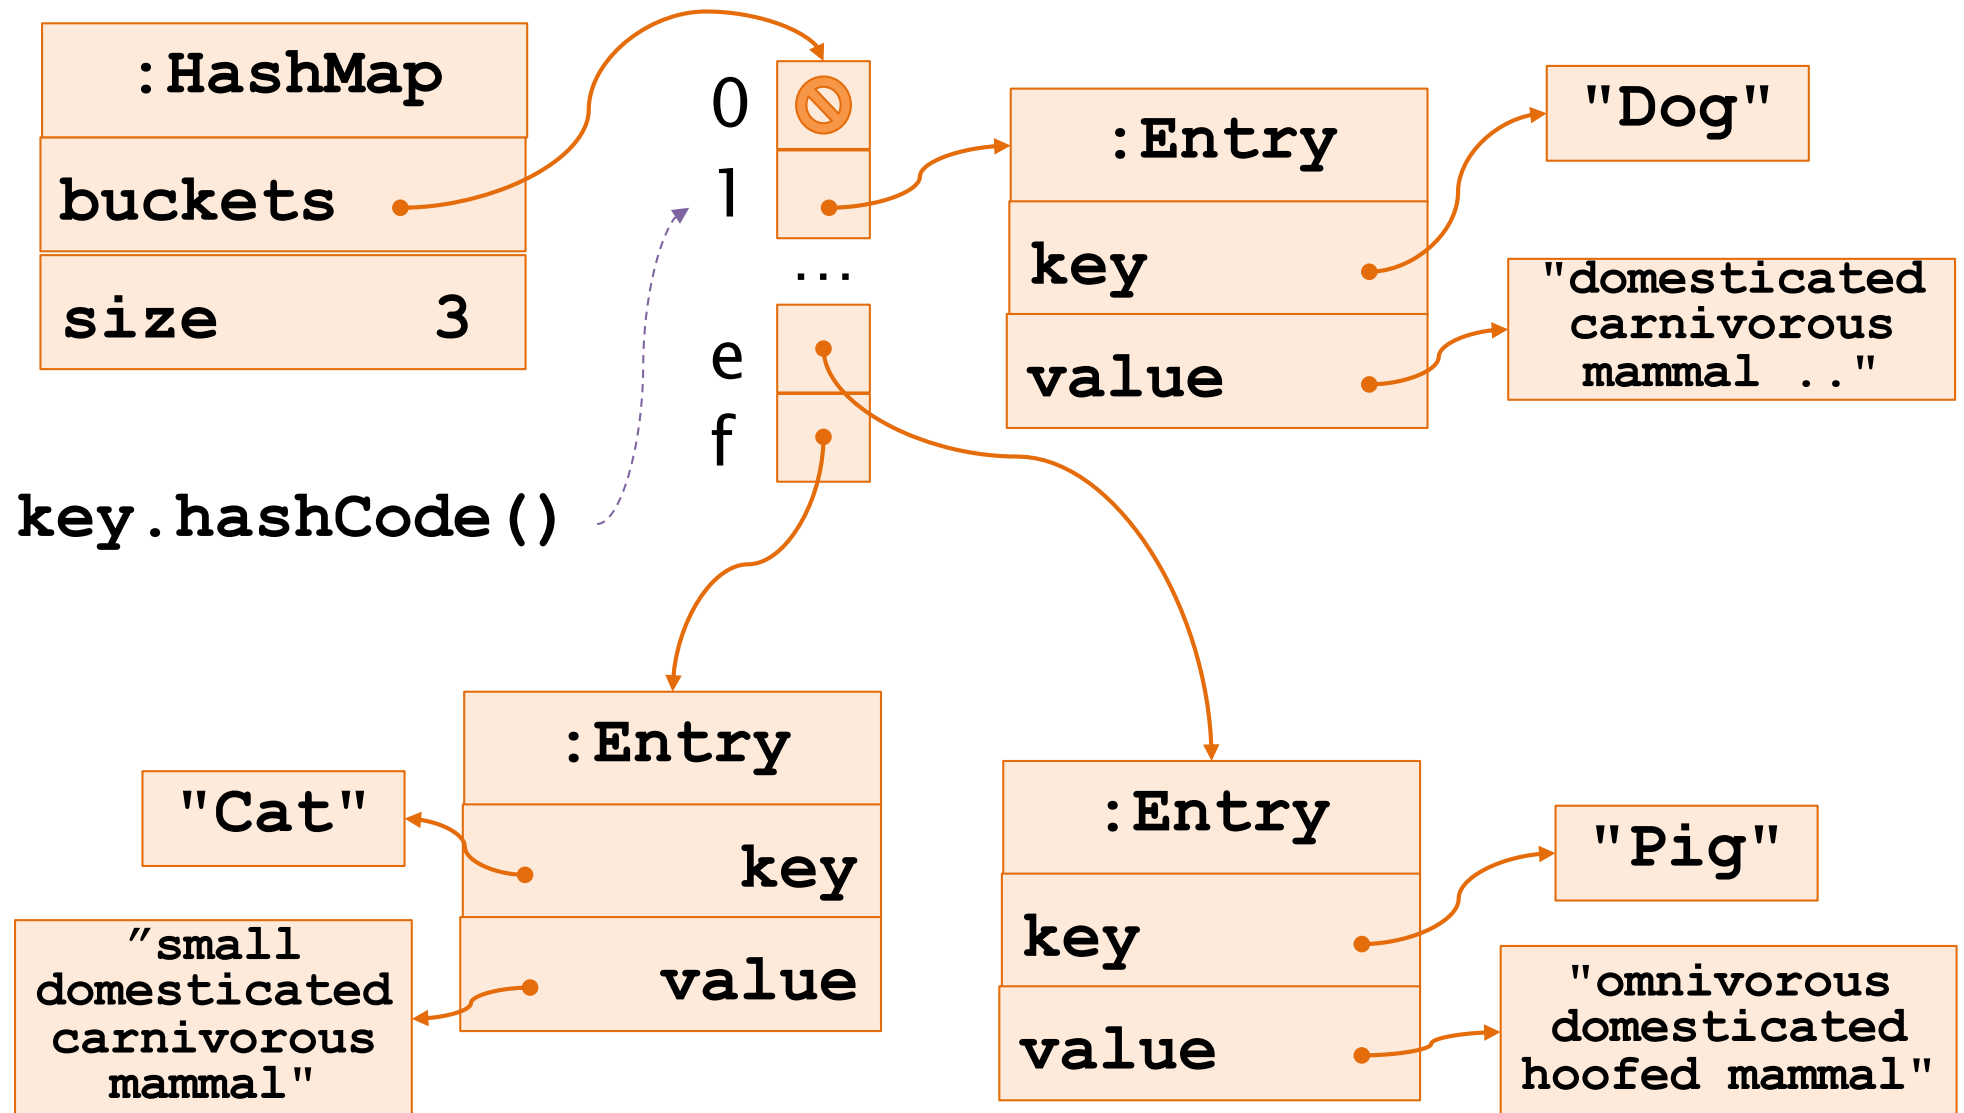 :HashMap
buckets
size 3
key.hashCode()
0
1
...
e
f
:Entry
key
value
"Dog"
"domesticated
carnivorous
mammal .."
:Entry
key
value
"Cat"
"small
domesticated
carnivorous
mammal"
:Entry
key
value
"Pig"
"omnivorous
domesticated
hoofed mammal"